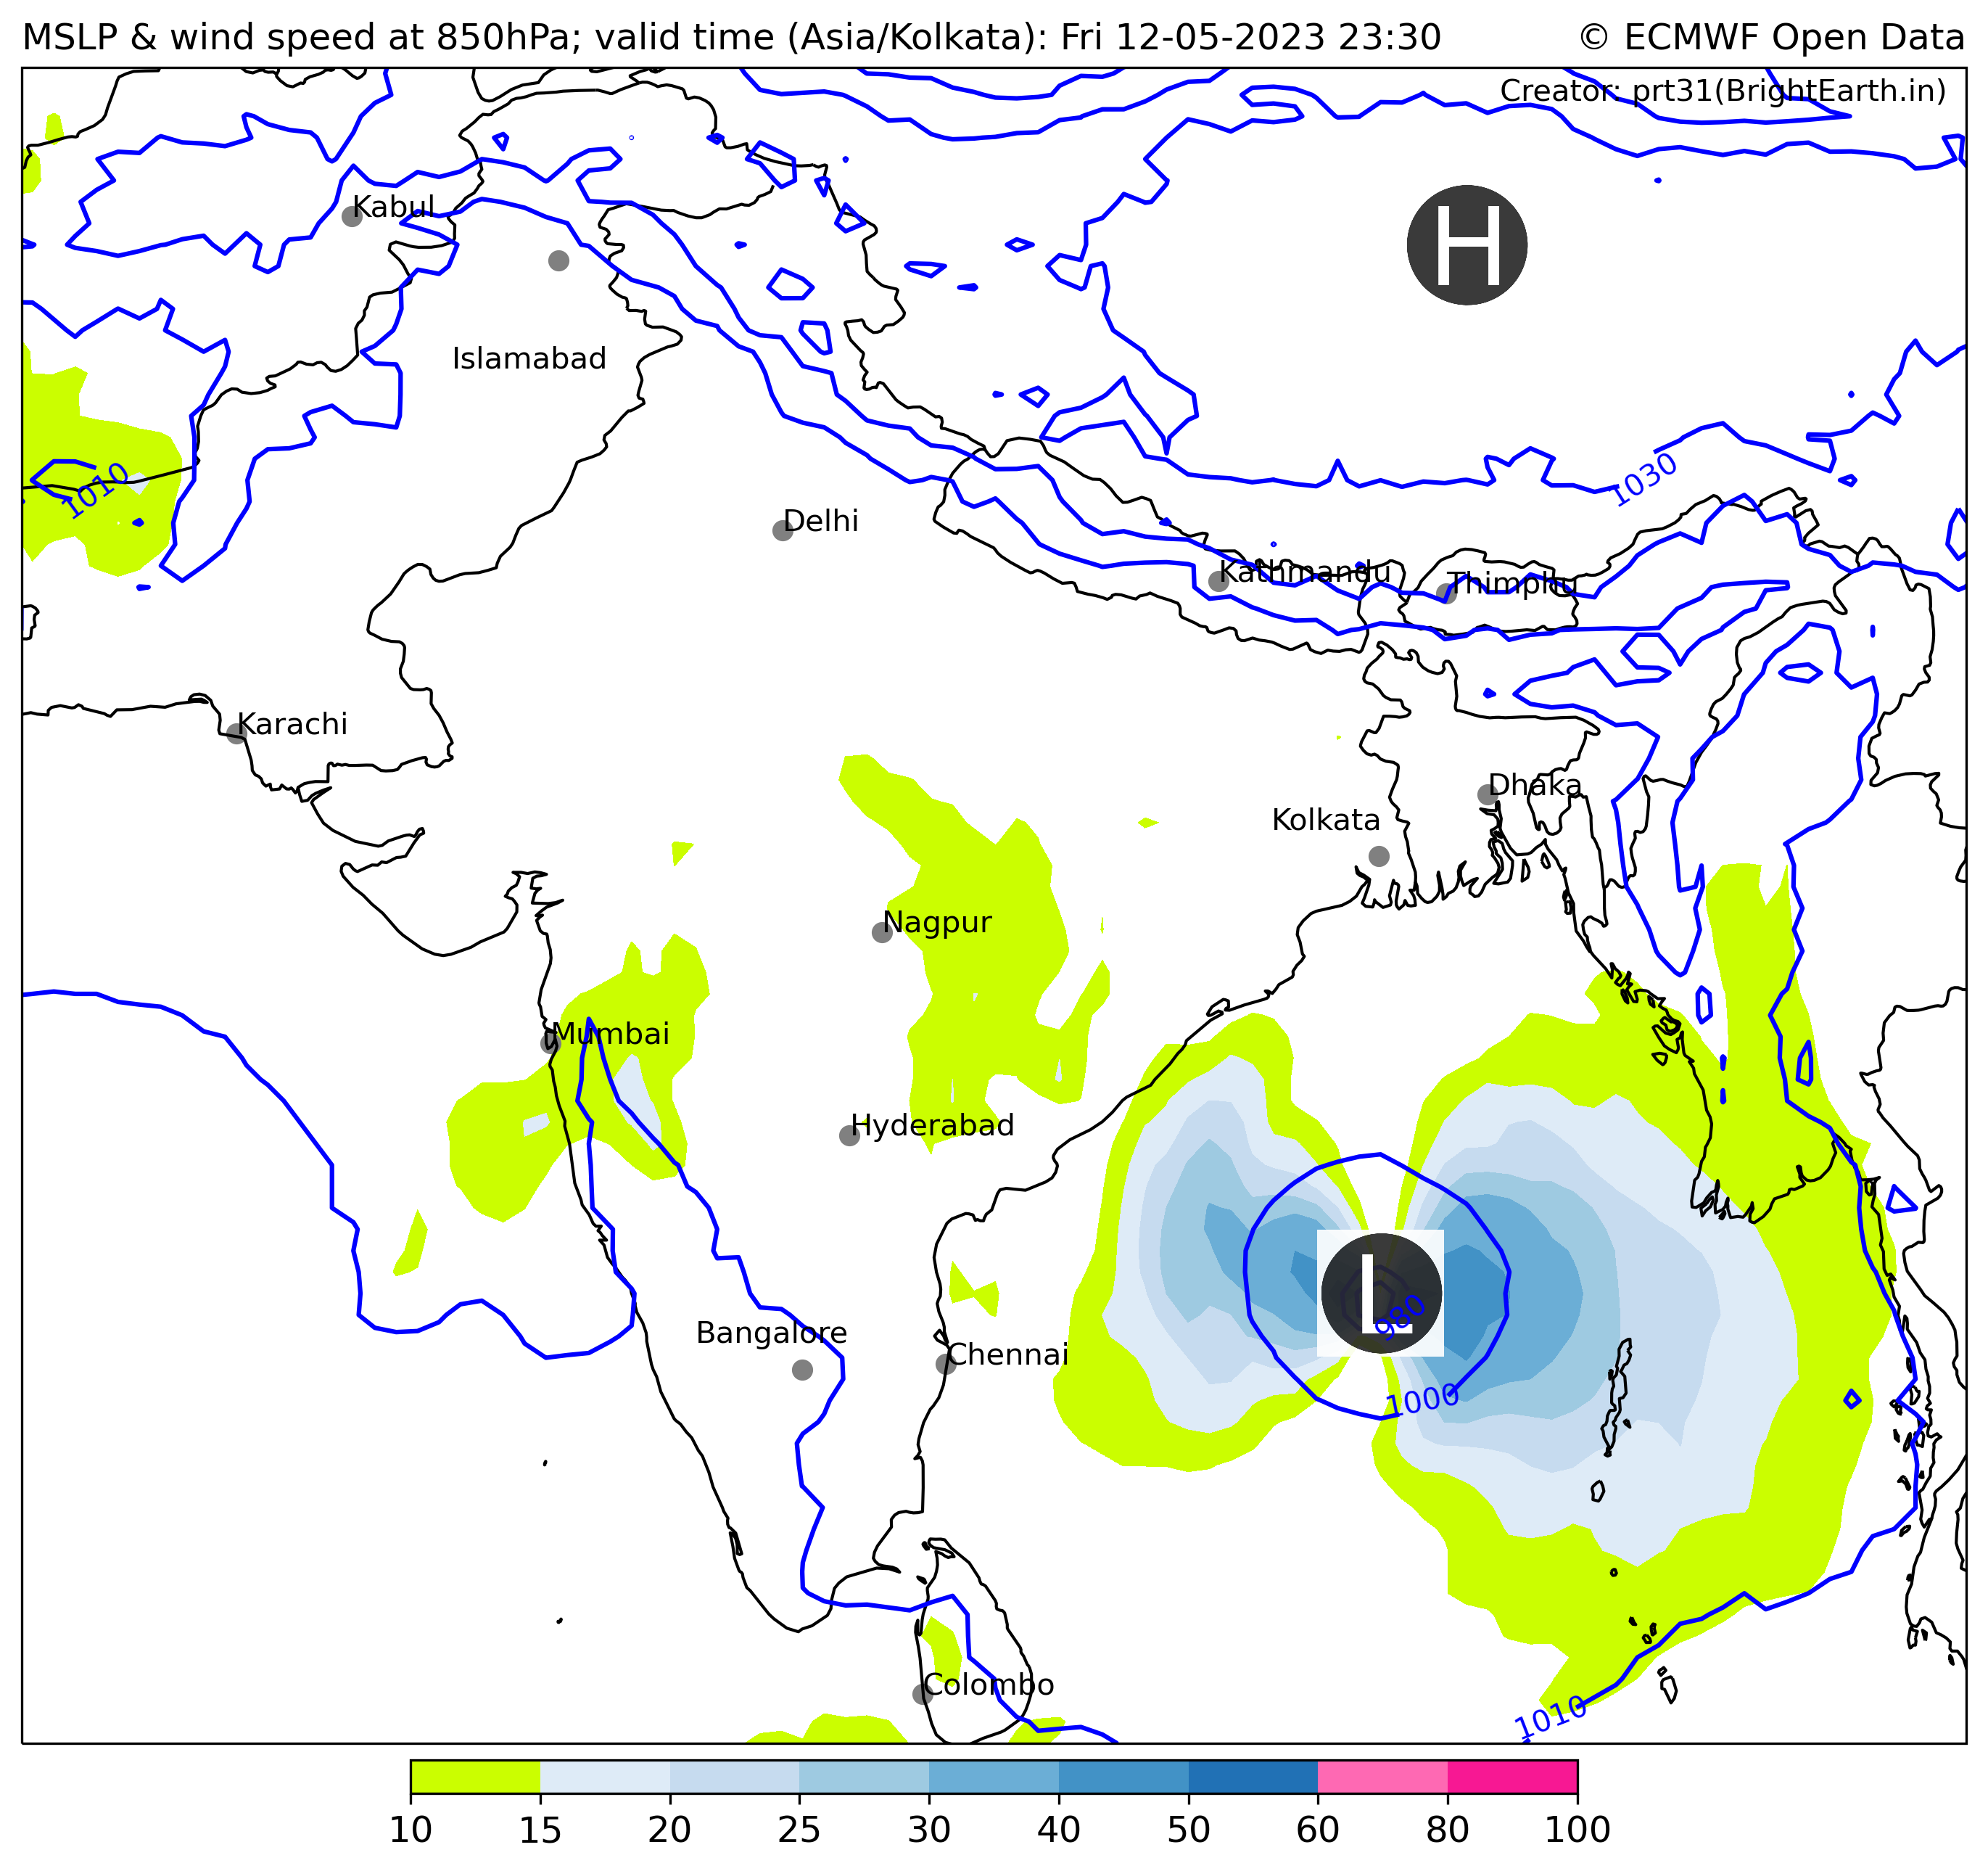 MSLP & wind speed at 850hPa; valid time (Asia/Kolkata): Fri 12-05-2023 23:30
© ECMWF Open Data
Creator: prt31(BrightEarth.in)
H
Kabul
Islamabad
1010
1030
Delhi
Kathmandu
Thimphu
Karachi
Dhaka
Kolkata
Nagpur
Mumbai
Hyderabad
L
980
Bangalore
Chennai
1000
Colombo
1010
10 15 20 25 30 40 50 60 80 100